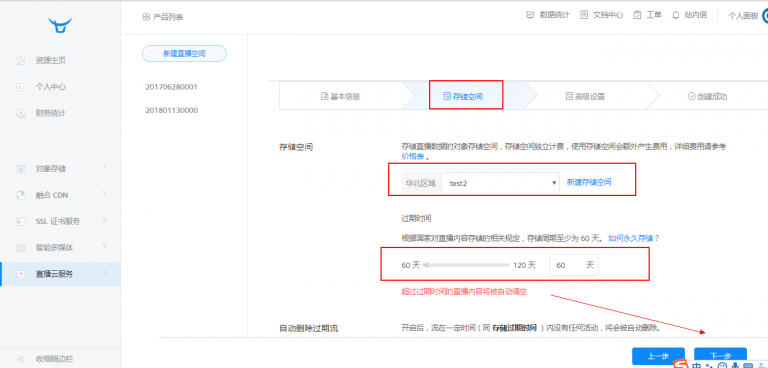 产品列表
数据统计
文档中心
工单
站内信
个人面板
资源主页
个人中心
财务统计
对象存储
融合 CDN
SSL 证书服务
智能多媒体
直播云服务
收缩侧边栏
新建直播空间
201706280001
201801130000
基本信息
存储空间
高级设置
创建成功
存储空间
存储直播数据的对象存储空间，存储空间独立计费，使用存储空间会额外产生费用，详细费用请参考
价格表 。
华北区域 test2 新建存储空间
过期时间
根据国家对直播内容存储的相关规定，存储周期至少为 60 天。 如何永久存储？
60 天 120 天 60 天
超过过期时间的直播内容将被自动清空
自动删除过期流
开启后，流在一定时间（同 存储过期时间 ）内没有任何活动，将会被自动删除。
上一步
下一步
中